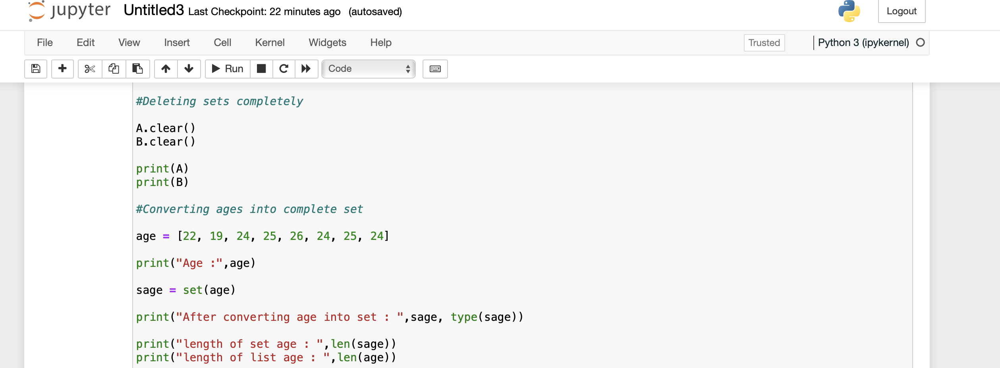 jupyter Untitled3 Last Checkpoint: 22 minutes ago (autosaved) Logout
File Edit View Insert Cell Kernel Widgets Help Trusted Python 3 (ipykernel)
Run Code
#Deleting sets completely
A.clear()
B.clear()
print(A)
print(B)
#Converting ages into complete set
age = [22, 19, 24, 25, 26, 24, 25, 24]
print("Age :",age)
sage = set(age)
print("After converting age into set : ",sage, type(sage))
print("length of set age : ",len(sage))
print("length of list age : ",len(age))